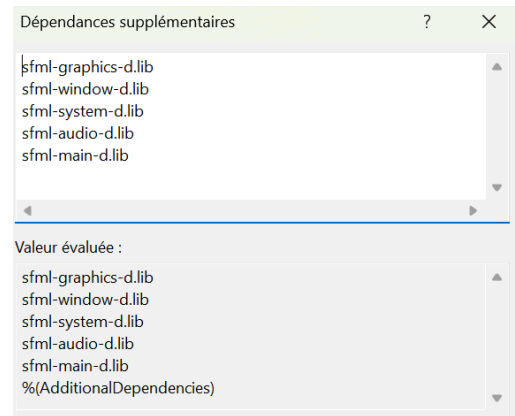 Dépendances supplémentaires ?
sfml-graphics-d.lib
sfml-window-d.lib
sfml-system-d.lib
sfml-audio-d.lib
sfml-main-d.lib
Valeur évaluée :
sfml-graphics-d.lib
sfml-window-d.lib
sfml-system-d.lib
sfml-audio-d.lib
sfml-main-d.lib
%(AdditionalDependencies)